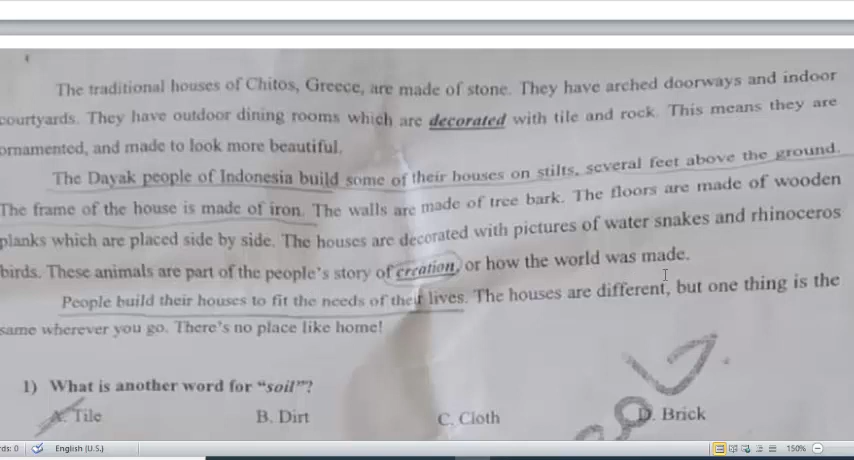 The traditional houses of Chitos, Greece, are made of stone. They have arched doorways and indoor
courtyards. They have outdoor dining rooms which are decorated with tile and rock. This means they are
ornamented, and made to look more beautiful.
The Dayak people of Indonesia build some of their houses on stilts, several feet above the ground.
The frame of the house is made of iron. The walls are made of tree bark. The floors are made of wooden
planks which are placed side by side. The houses are decorated with pictures of water snakes and rhinoceros
birds. These animals are part of the people's story of creation, or how the world was made.
People build their houses to fit the needs of their lives. The houses are different, but one thing is the
same wherever you go. There's no place like home!
1) What is another word for "soil"?
A. Tile B. Dirt C. Cloth D. Brick
rds: 0 English (U.S.) 150%